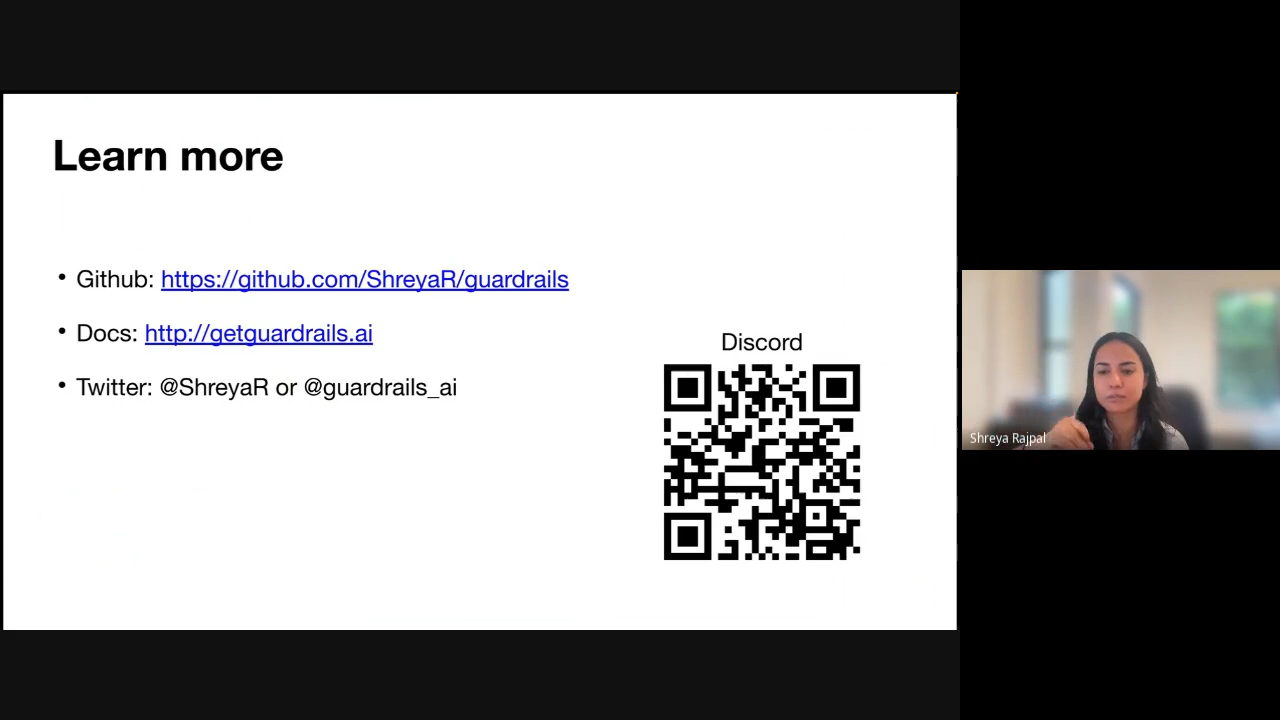 Learn more
• Github: https://github.com/ShreyaR/guardrails
• Docs: http://getguardrails.ai
• Twitter: @ShreyaR or @guardrails_ai
Discord
Shreya Rajpal